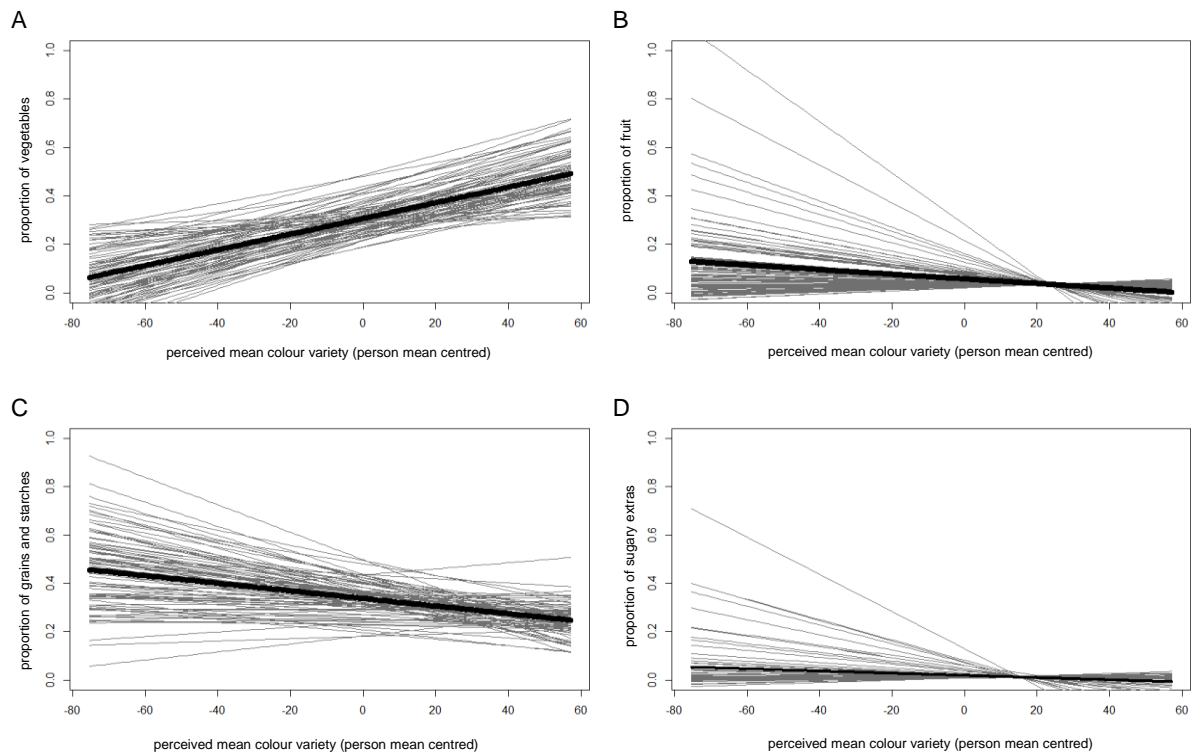 A
1.0
0.8
0.6
0.4
0.2
0.0
proportion of vegetables
-80 -60 -40 -20 0 20 40 60
perceived mean colour variety (person mean centred)
B
1.0
0.8
0.6
0.4
0.2
0.0
proportion of fruit
-80 -60 -40 -20 0 20 40 60
perceived mean colour variety (person mean centred)
C
1.0
0.8
0.6
0.4
0.2
0.0
proportion of grains and starches
-80 -60 -40 -20 0 20 40 60
perceived mean colour variety (person mean centred)
D
1.0
0.8
0.6
0.4
0.2
0.0
proportion of sugary extras
-80 -60 -40 -20 0 20 40 60
perceived mean colour variety (person mean centred)